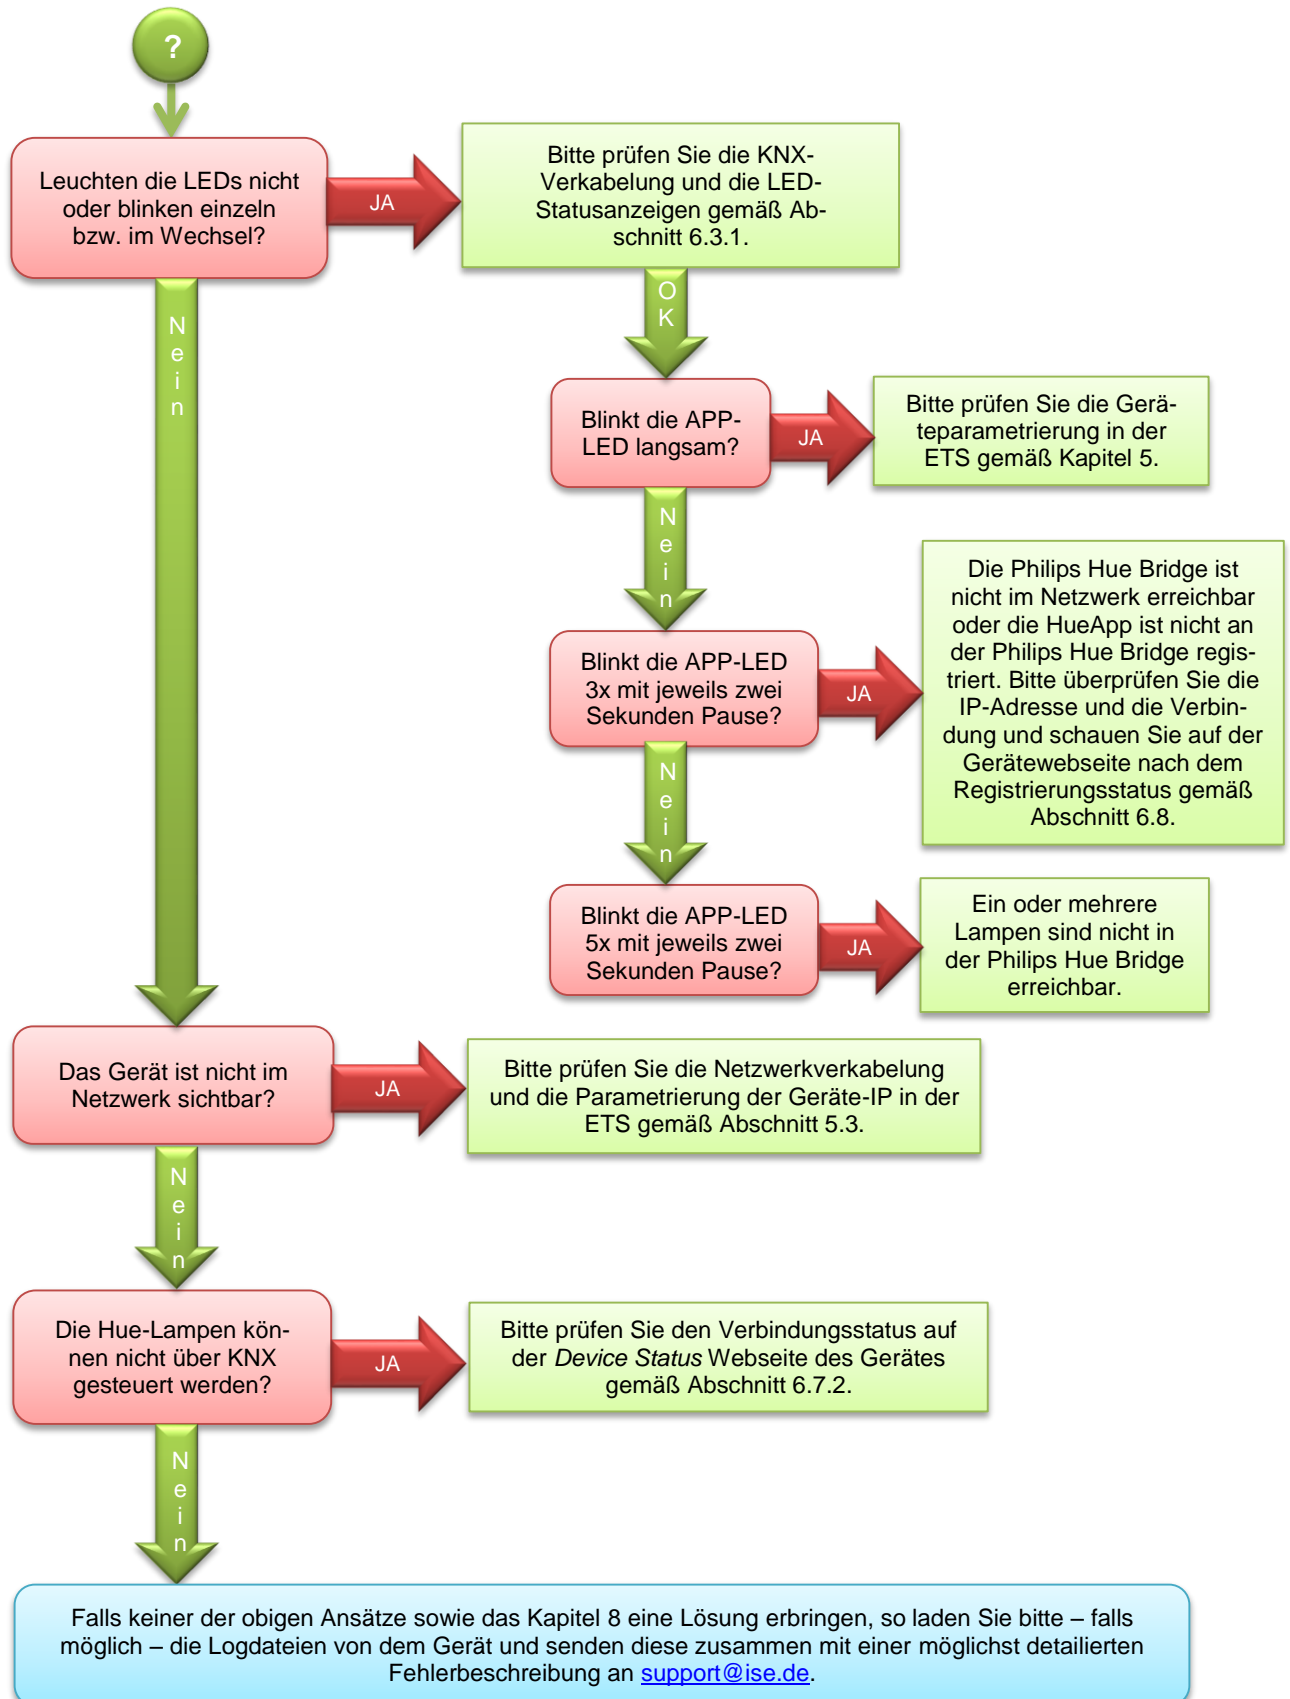 ?
Leuchten die LEDs nicht
oder blinken einzeln
bzw. im Wechsel?
JA
Bitte prüfen Sie die KNX-
Verkabelung und die LED-
Statusanzeigen gemäß Ab-
schnitt 6.3.1.
OK
Nein
Blinkt die APP-
LED langsam?
JA
Bitte prüfen Sie die Gerä-
teparametrierung in der
ETS gemäß Kapitel 5.
Nein
Blinkt die APP-LED
3x mit jeweils zwei
Sekunden Pause?
JA
Die Philips Hue Bridge ist
nicht im Netzwerk erreichbar
oder die HueApp ist nicht an
der Philips Hue Bridge regis-
triert. Bitte überprüfen Sie die
IP-Adresse und die Verbin-
dung und schauen Sie auf der
Gerätewebseite nach dem
Registrierungsstatus gemäß
Abschnitt 6.8.
Nein
Blinkt die APP-LED
5x mit jeweils zwei
Sekunden Pause?
JA
Ein oder mehrere
Lampen sind nicht in
der Philips Hue Bridge
erreichbar.
Das Gerät ist nicht im
Netzwerk sichtbar?
JA
Bitte prüfen Sie die Netzwerkverkabelung
und die Parametrierung der Geräte-IP in der
ETS gemäß Abschnitt 5.3.
Nein
Die Hue-Lampen kön-
nen nicht über KNX
gesteuert werden?
JA
Bitte prüfen Sie den Verbindungsstatus auf
der Device Status Webseite des Gerätes
gemäß Abschnitt 6.7.2.
Nein
Falls keiner der obigen Ansätze sowie das Kapitel 8 eine Lösung erbringen, so laden Sie bitte – falls
möglich – die Logdateien von dem Gerät und senden diese zusammen mit einer möglichst detailierten
Fehlerbeschreibung an support@ise.de.